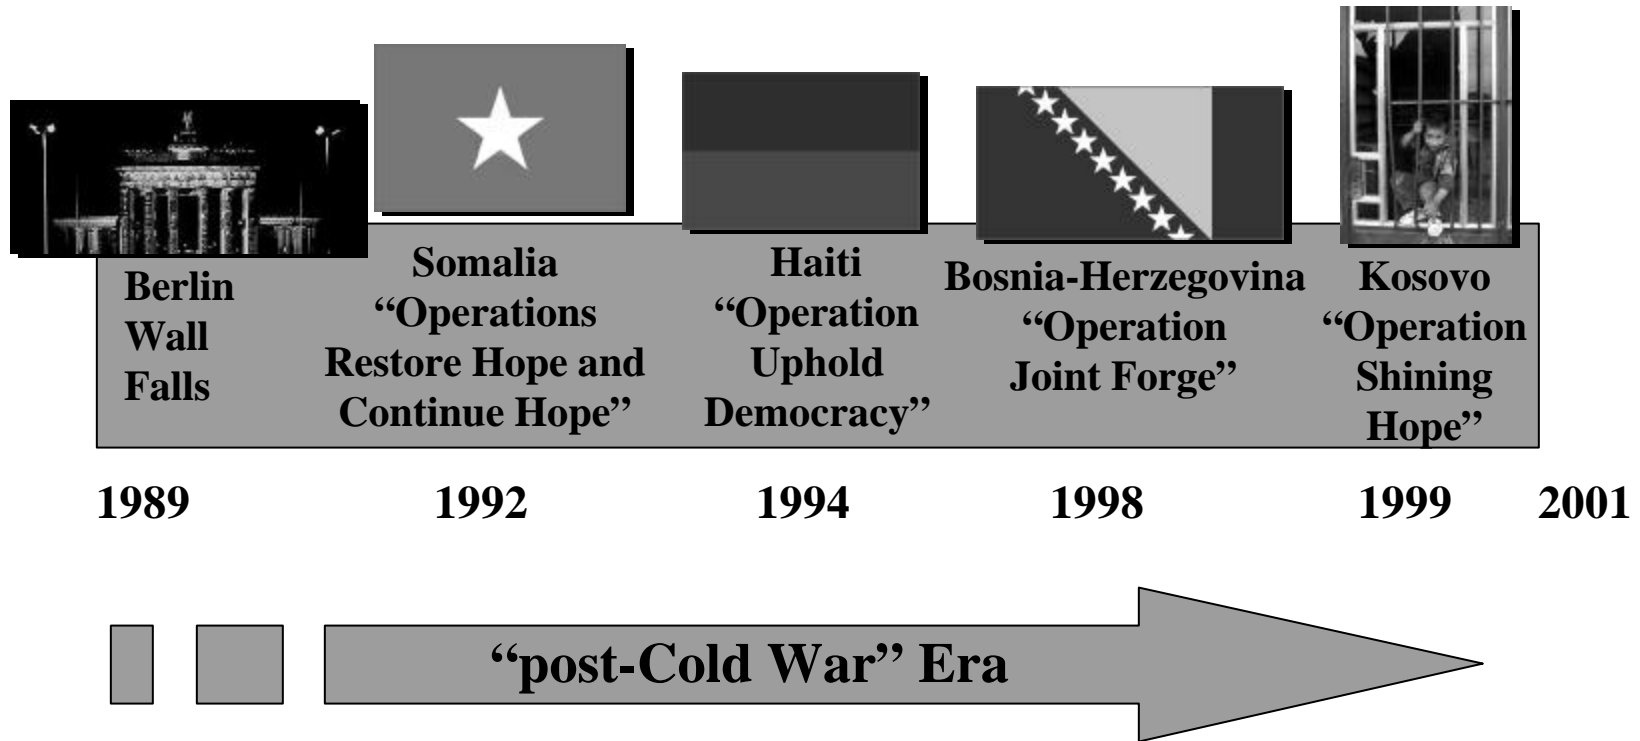 Berlin
Wall
Falls
Somalia
“Operations
Restore Hope and
Continue Hope”
Haiti
“Operation
Uphold
Democracy”
Bosnia-Herzegovina
“Operation
Joint Forge”
Kosovo
“Operation
Shining
Hope”
1989
1992
1994
1998
1999
2001
“post-Cold War” Era